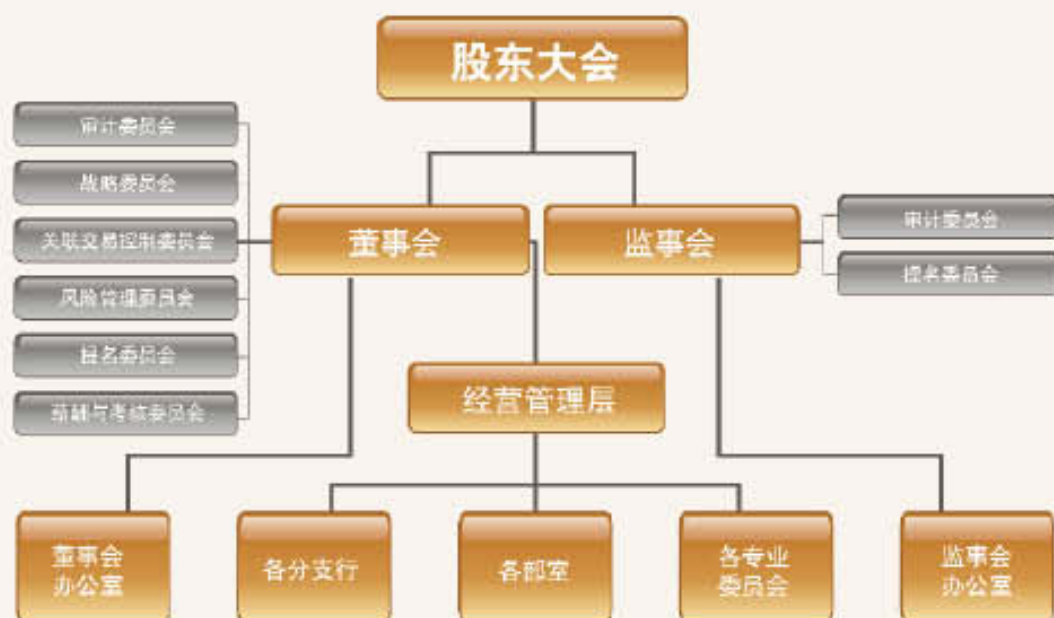 股东大会
审计委员会
战略委员会
关联交易控制委员会
风险管理委员会
提名委员会
薪酬与考核委员会
董事会
监事会
审计委员会
提名委员会
经营管理层
董事会
办公室
各分支行
各部室
各专业
委员会
监事会
办公室